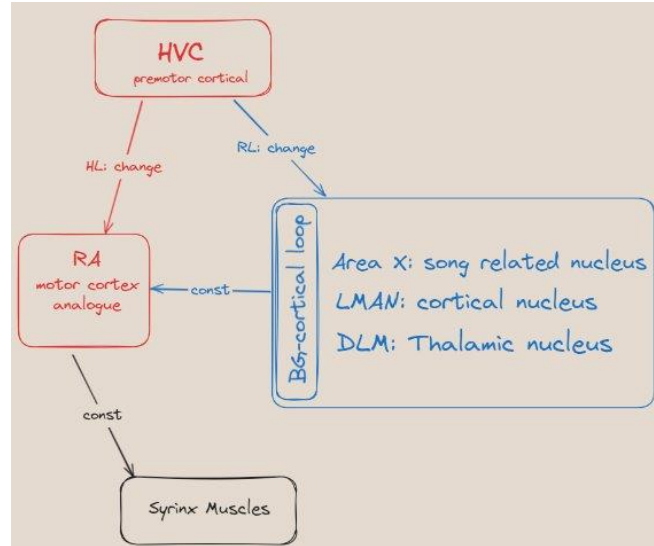 HVC
premotor cortical
RL: change
HL: change
RA
motor cortex
analogue
const
BG-cortical loop
Area X: song related nucleus
LMAN: cortical nucleus
DLM: Thalamic nucleus
const
Syrinx Muscles